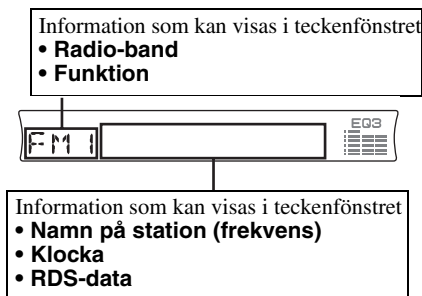 Information som kan visas i teckenfönstret
• Radio-band
• Funktion
EQ3
FM1
Information som kan visas i teckenfönstret
• Namn på station (frekvens)
• Klocka
• RDS-data